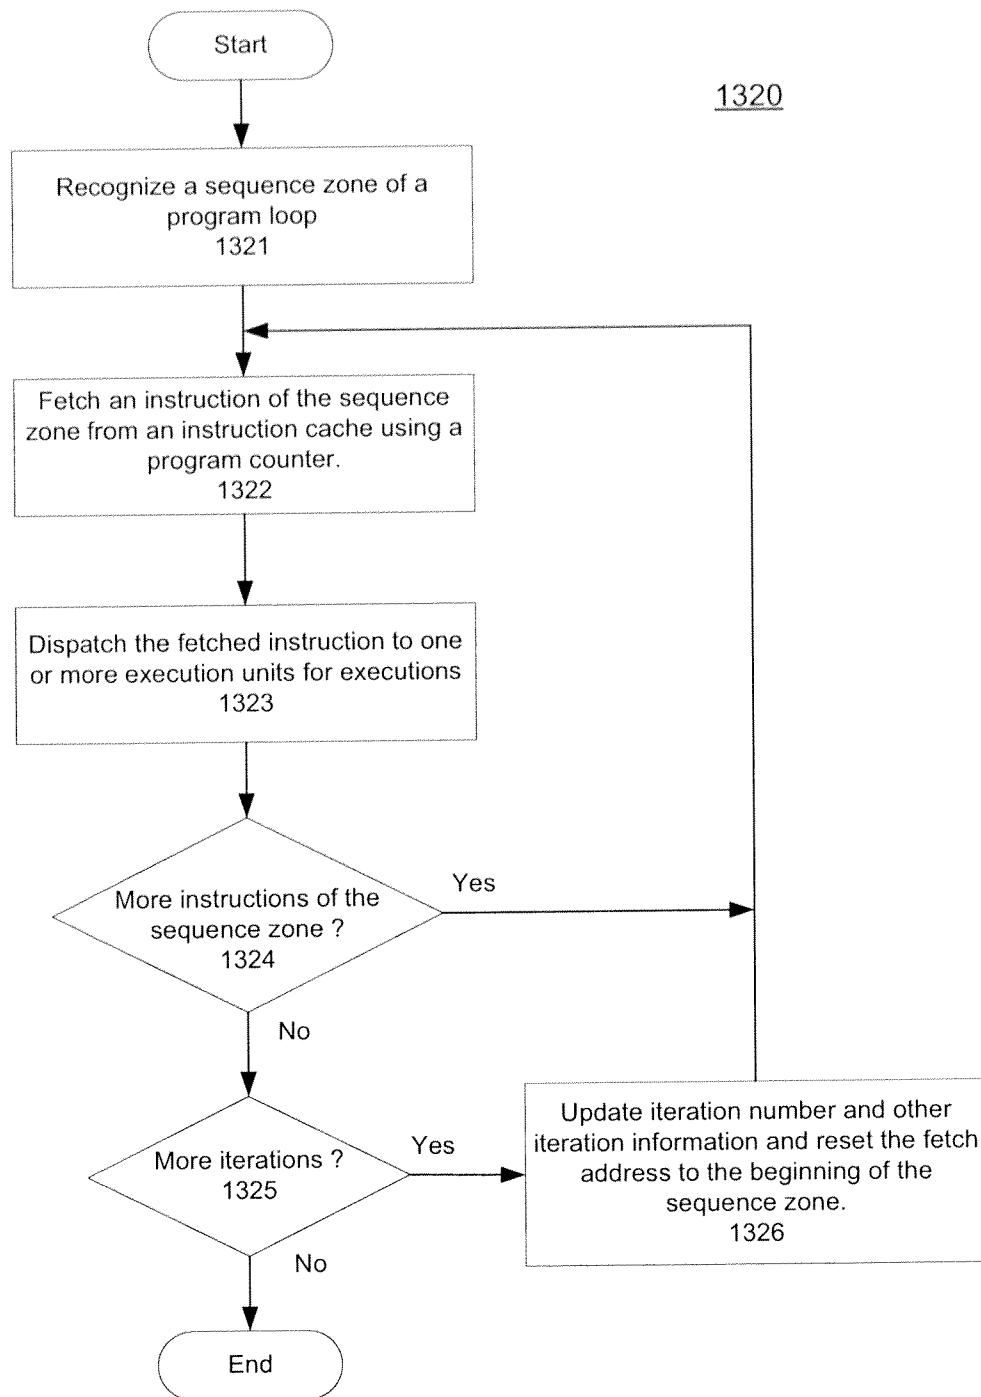 Start
1320
Recognize a sequence zone of a
program loop
1321
Fetch an instruction of the sequence
zone from an instruction cache using a
program counter.
1322
Dispatch the fetched instruction to one
or more execution units for executions
1323
More instructions of the
sequence zone ?
1324
Yes
No
More iterations ?
1325
Yes
Update iteration number and other
iteration information and reset the fetch
address to the beginning of the
sequence zone.
1326
No
End